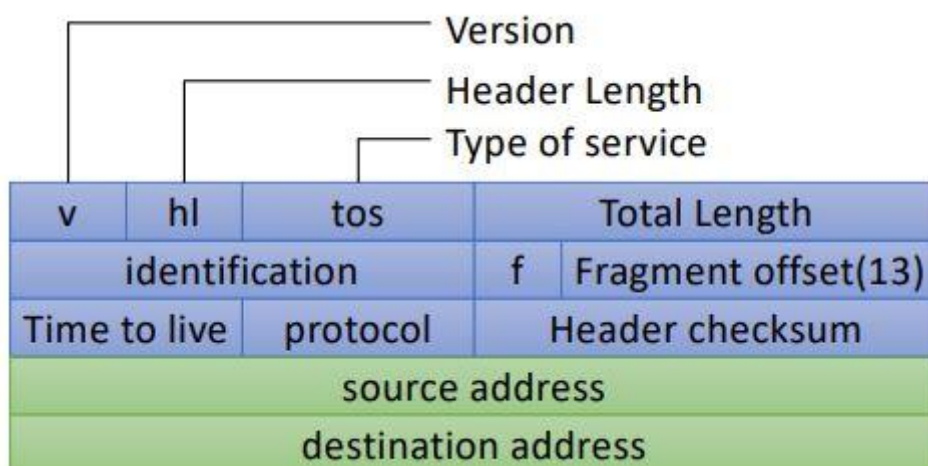 Version
Header Length
Type of service
v hl tos Total Length
identification f Fragment offset(13)
Time to live protocol Header checksum
source address
destination address